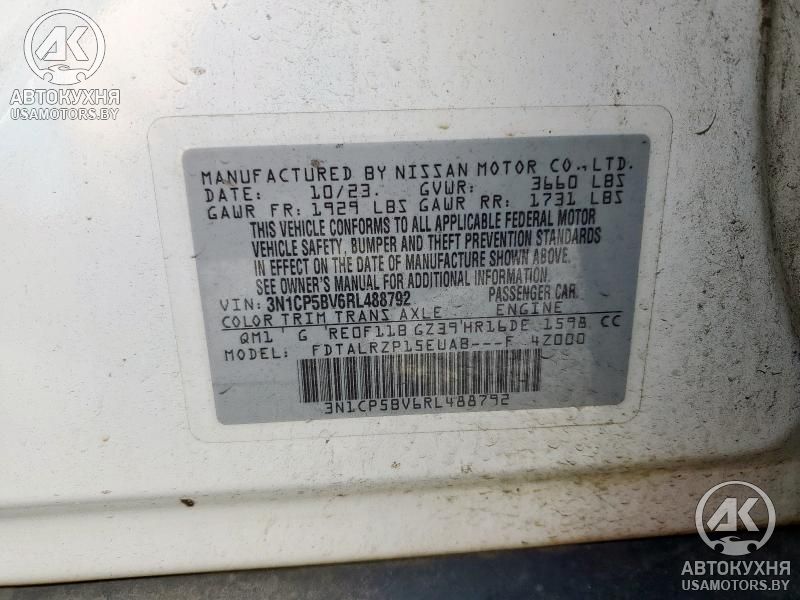 AK
АВТОКУХНЯ
USAMOTORS.BY
MANUFACTURED BY NISSAN MOTOR CO.,LTD.
DATE: 10/23. GVWR: 3660 LBS
GAWR FR: 1929 LBS GAWR RR: 1731 LBS
THIS VEHICLE CONFORMS TO ALL APPLICABLE FEDERAL MOTOR
VEHICLE SAFETY, BUMPER AND THEFT PREVENTION STANDARDS
IN EFFECT ON THE DATE OF MANUFACTURE SHOWN ABOVE.
SEE OWNER'S MANUAL FOR ADDITIONAL INFORMATION.
VIN: 3N1CP5BV6RL488792 PASSENGER CAR
COLOR TRIM TRANS AXLE ENGINE
QM1 G RE0F11B GZ39 HR16DE 1598 CC
MODEL: FDTALRZP15EUAB---F 4Z000
3N1CP5BV6RL488792
AK
АВТОКУХНЯ
USAMOTORS.BY